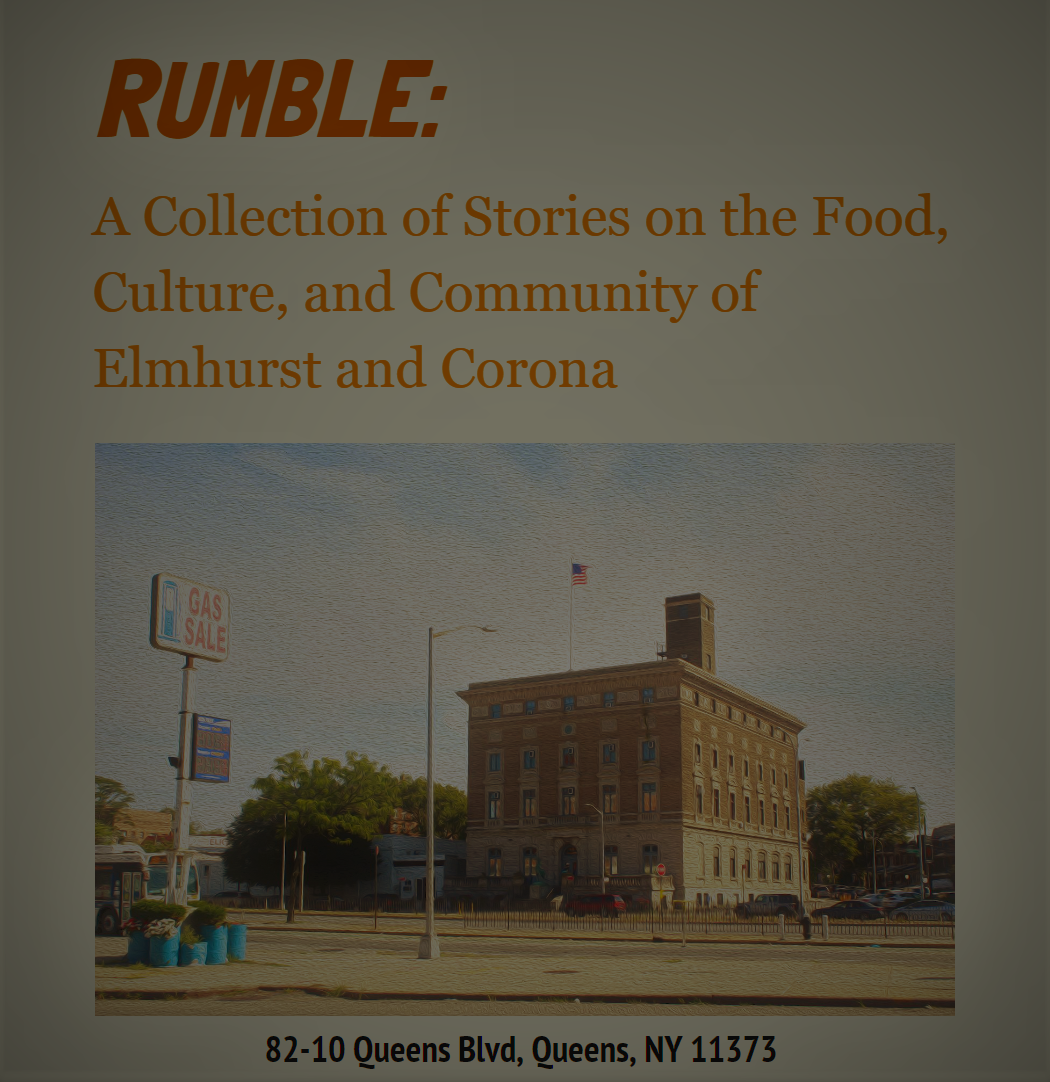 RUMBLE:
A Collection of Stories on the Food,
Culture, and Community of
Elmhurst and Corona
GAS
SALE
82-10 Queens Blvd, Queens, NY 11373